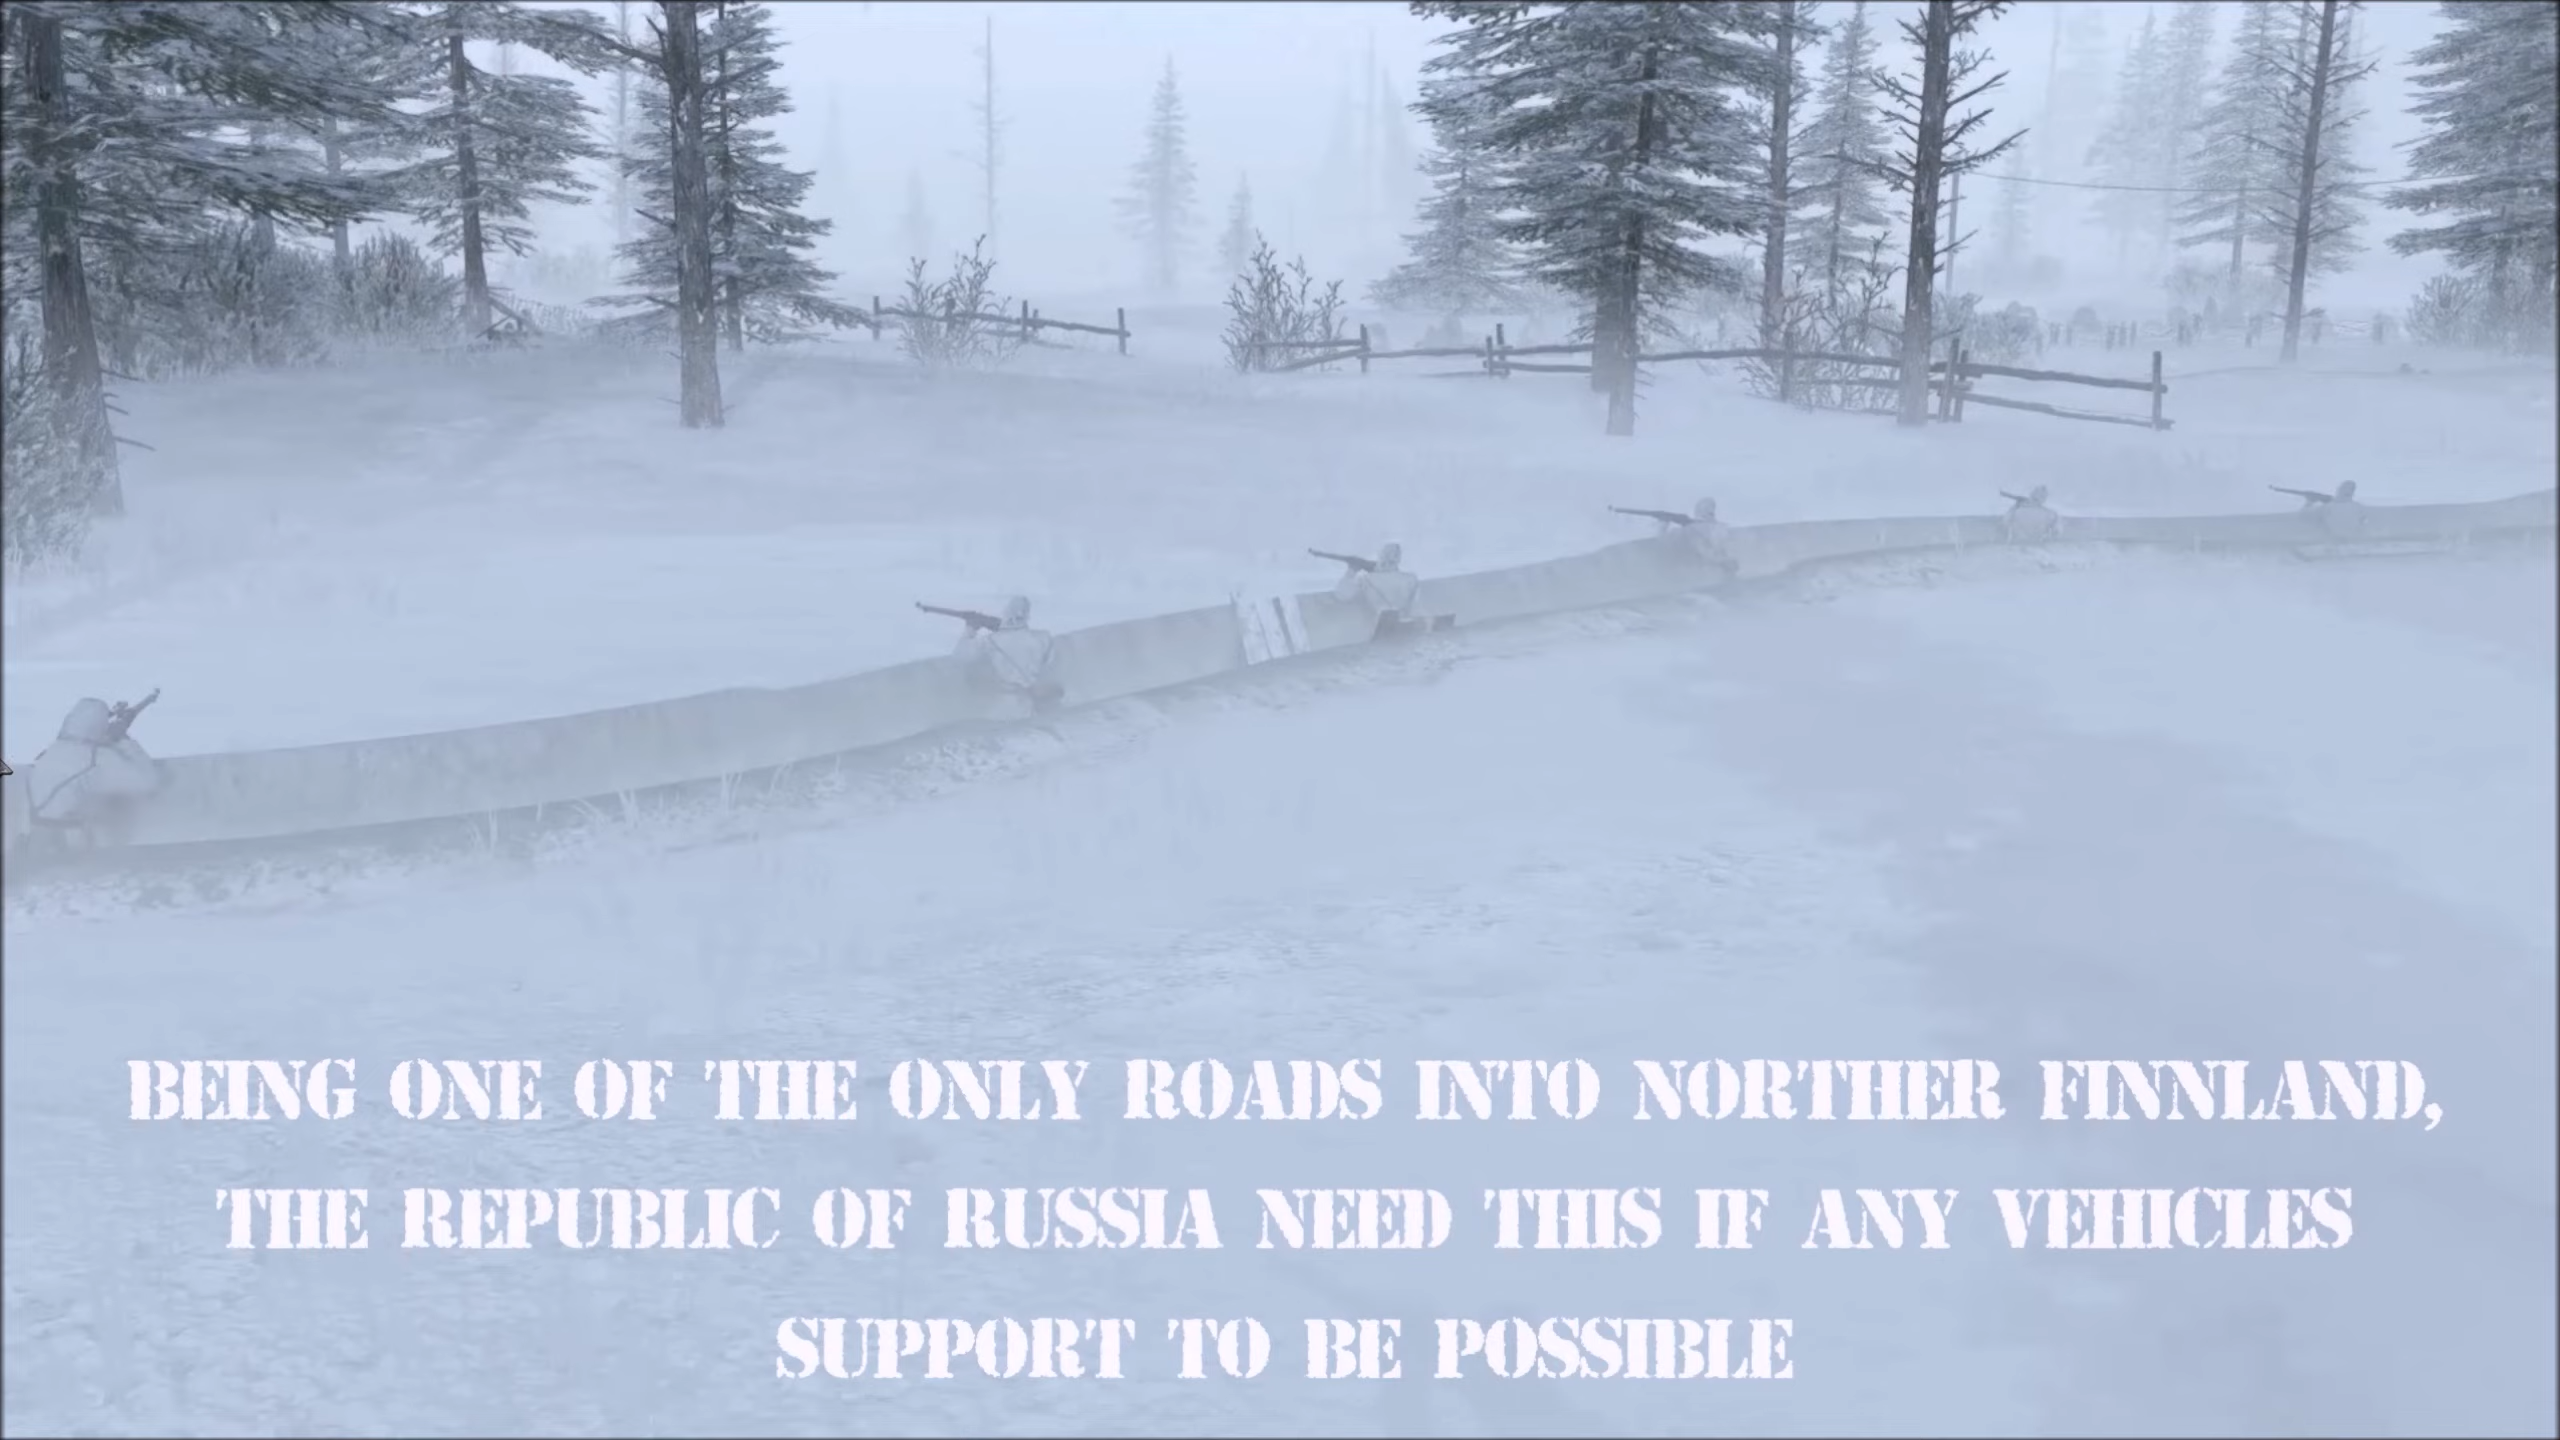 BEING ONE OF THE ONLY ROADS INTO NORTHER FINNLAND,
THE REPUBLIC OF RUSSIA NEED THIS IF ANY VEHICLES
SUPPORT TO BE POSSIBLE